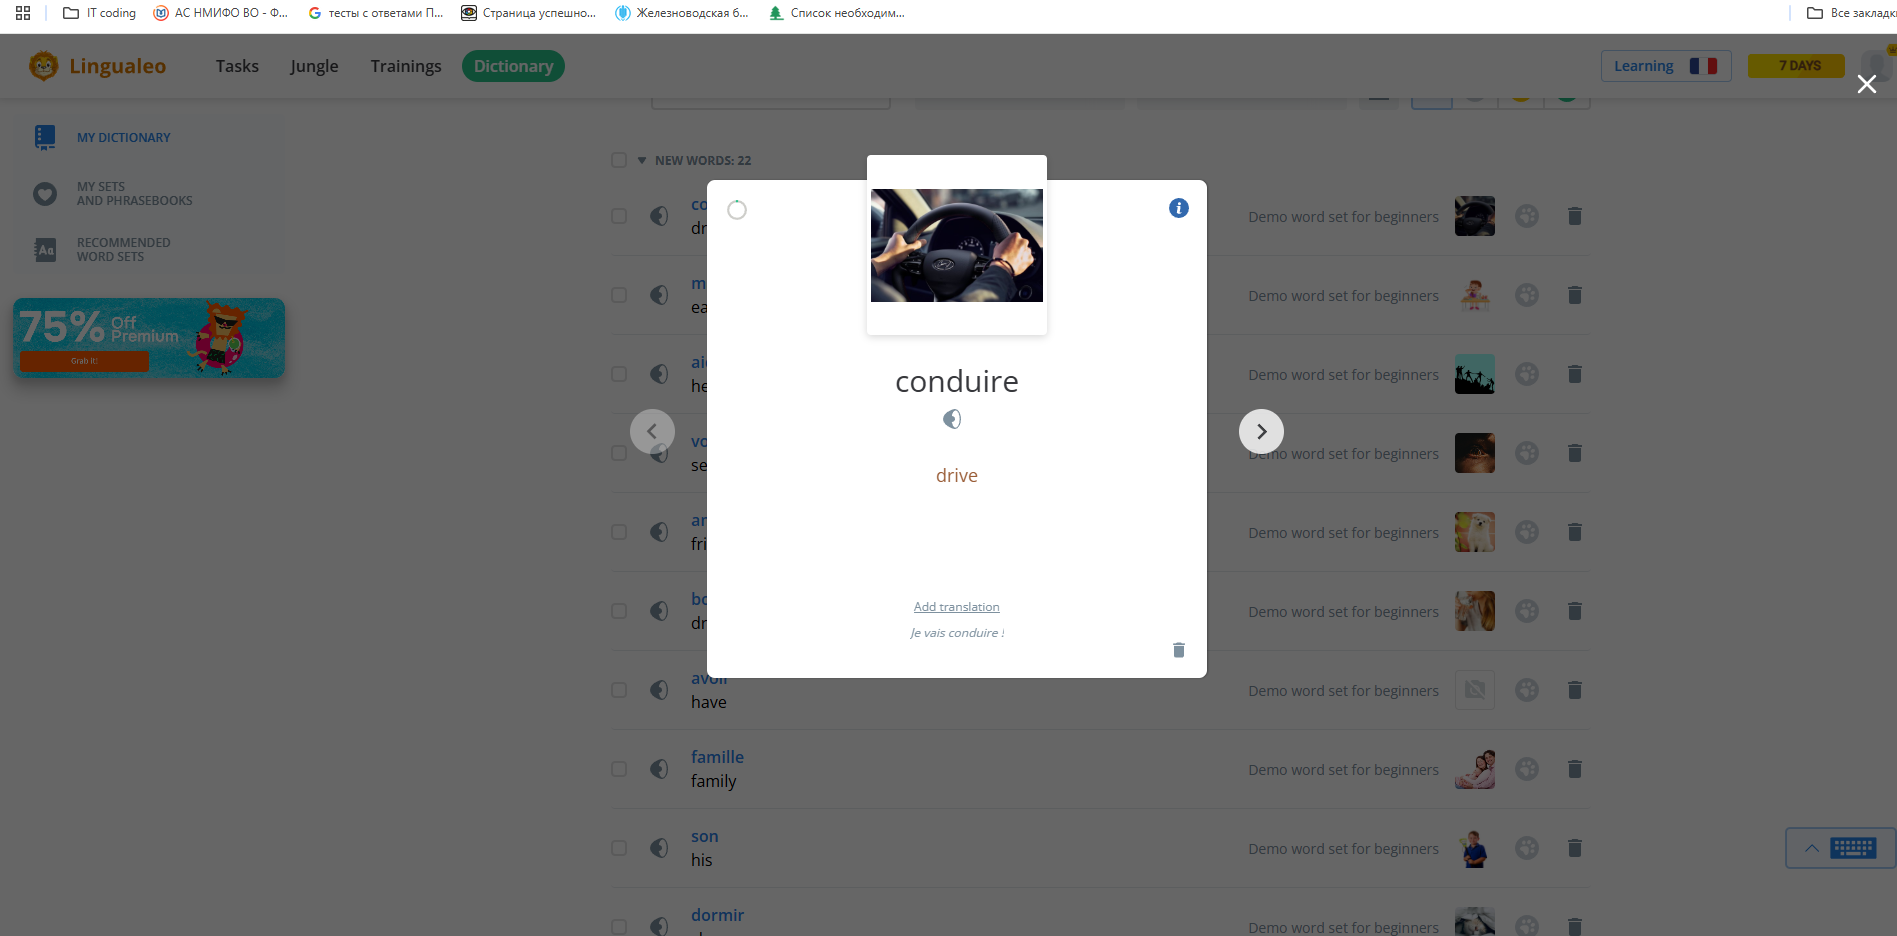 IT coding
АС НМИФО ВО - Ф...
тесты с ответами П...
Страница успешно...
Железноводская б...
Список необходим...
Все закладки
Lingualeo
Tasks
Jungle
Trainings
Dictionary
Learning
7 DAYS
MY DICTIONARY
MY SETS
AND PHRASEBOOKS
RECOMMENDED
WORD SETS
75% Off
Premium
Grab it!
NEW WORDS: 22
co
dr
Demo word set for beginners
m
ea
Demo word set for beginners
ai
he
Demo word set for beginners
vo
se
Demo word set for beginners
an
fri
Demo word set for beginners
bo
dr
Demo word set for beginners
conduire
drive
Add translation
Je vais conduire !
avoir
have
Demo word set for beginners
famille
family
Demo word set for beginners
son
his
Demo word set for beginners
dormir
Demo word set for beginners